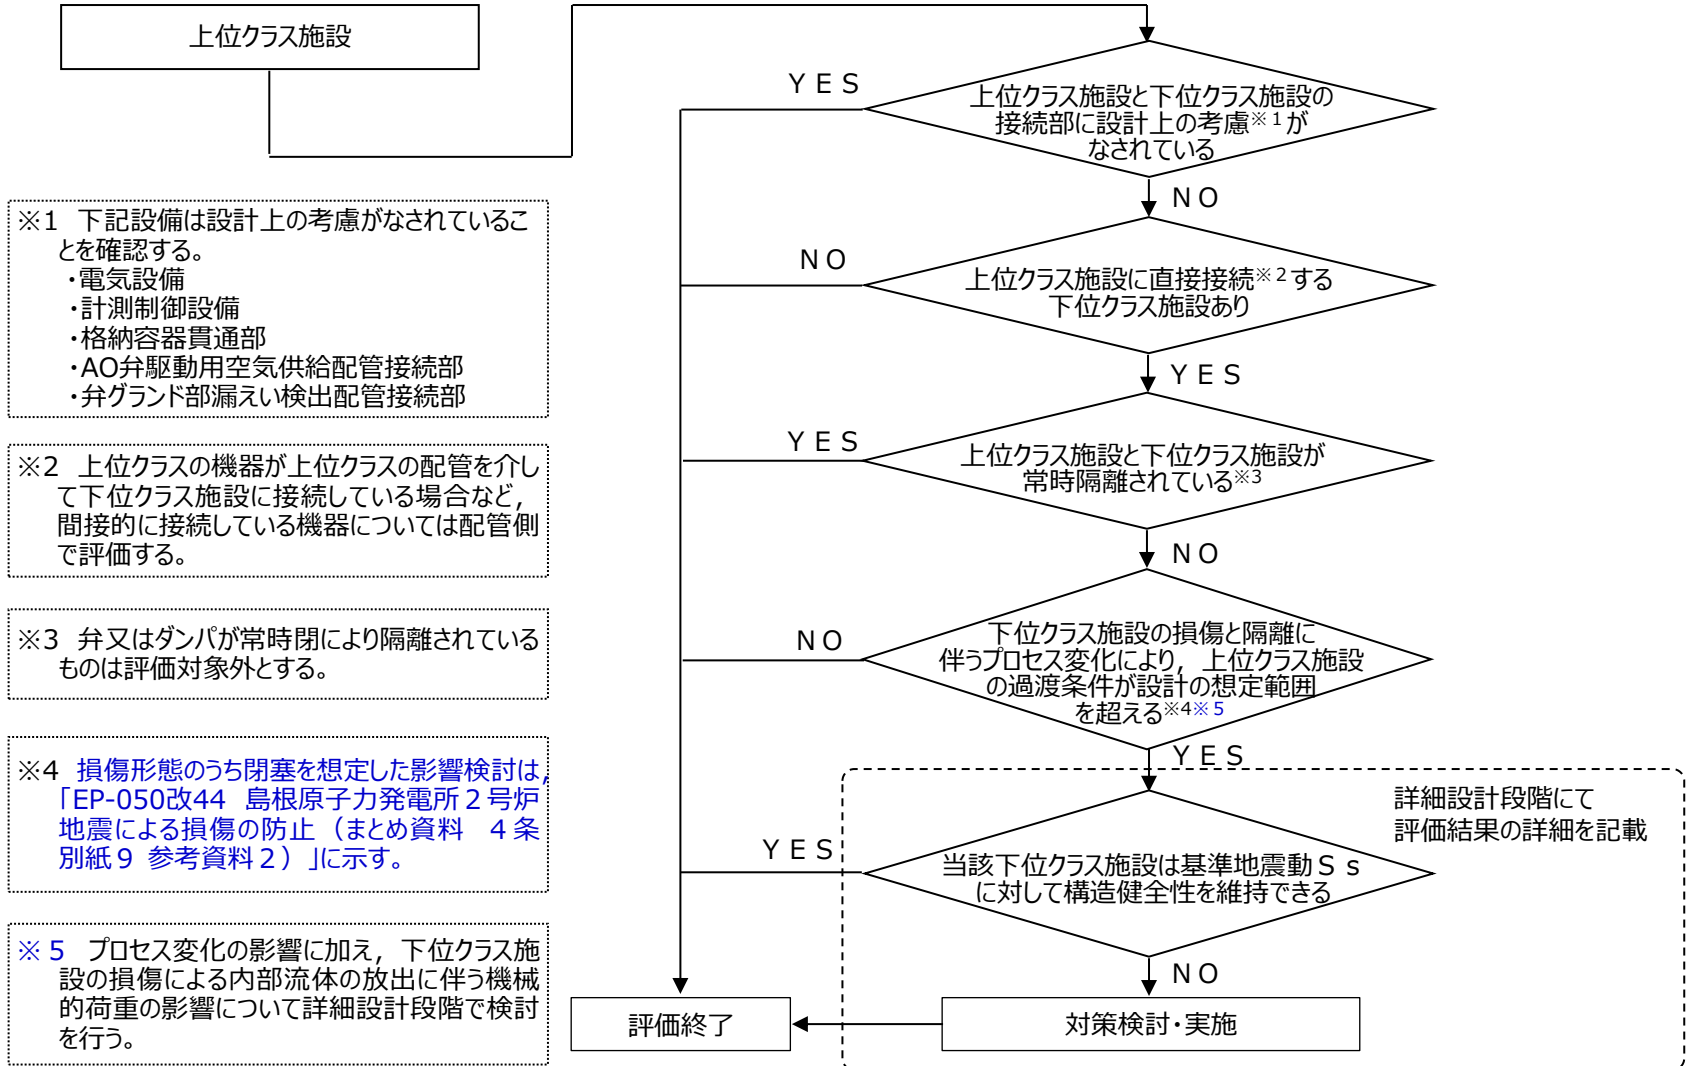 上位クラス施設
YES
上位クラス施設と下位クラス施設の
接続部に設計上の考慮※1が
なされている
NO
※1 下記設備は設計上の考慮がなされているこ
とを確認する。
・電気設備
・計測制御設備
・格納容器貫通部
・AO弁駆動用空気供給配管接続部
・弁グランド部漏えい検出配管接続部
NO
上位クラス施設に直接接続※2する
下位クラス施設あり
YES
※2 上位クラスの機器が上位クラスの配管を介し
て下位クラス施設に接続している場合など,
間接的に接続している機器については配管側
で評価する。
YES
上位クラス施設と下位クラス施設が
常時隔離されている※3
NO
※3 弁又はダンパが常時閉により隔離されている
ものは評価対象外とする。
NO
下位クラス施設の損傷と隔離に
伴うプロセス変化により, 上位クラス施設
の過渡条件が設計の想定範囲
を超える※4※5
YES
※4 損傷形態のうち閉塞を想定した影響検討は,
「EP-050改44 島根原子力発電所2号炉
地震による損傷の防止(まとめ資料 4条
別紙9 参考資料2)」に示す。
詳細設計段階にて
評価結果の詳細を記載
YES
当該下位クラス施設は基準地震動Ss
に対して構造健全性を維持できる
NO
※5 プロセス変化の影響に加え, 下位クラス施
設の損傷による内部流体の放出に伴う機械
的荷重の影響について詳細設計段階で検討
を行う。
評価終了
対策検討・実施